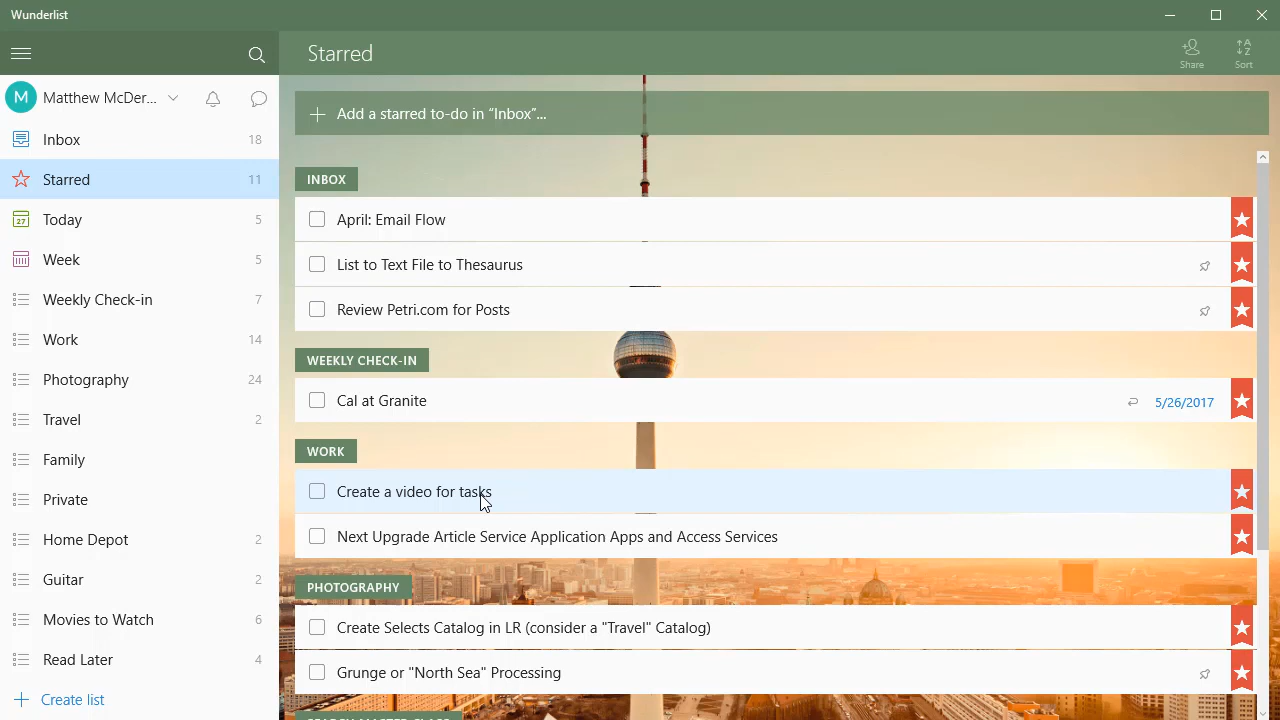 Wunderlist
Starred
Share
Sort
M
Matthew McDer...
Inbox 18
Starred 11
27
Today 5
Week 5
Weekly Check-in 7
Work 14
Photography 24
Travel 2
Family
Private
Home Depot 2
Guitar 2
Movies to Watch 6
Read Later 4
Create list
Add a starred to-do in “Inbox”...
INBOX
April: Email Flow
List to Text File to Thesaurus
Review Petri.com for Posts
WEEKLY CHECK-IN
Cal at Granite 5/26/2017
WORK
Create a video for tasks
Next Upgrade Article Service Application Apps and Access Services
PHOTOGRAPHY
Create Selects Catalog in LR (consider a "Travel" Catalog)
Grunge or "North Sea" Processing